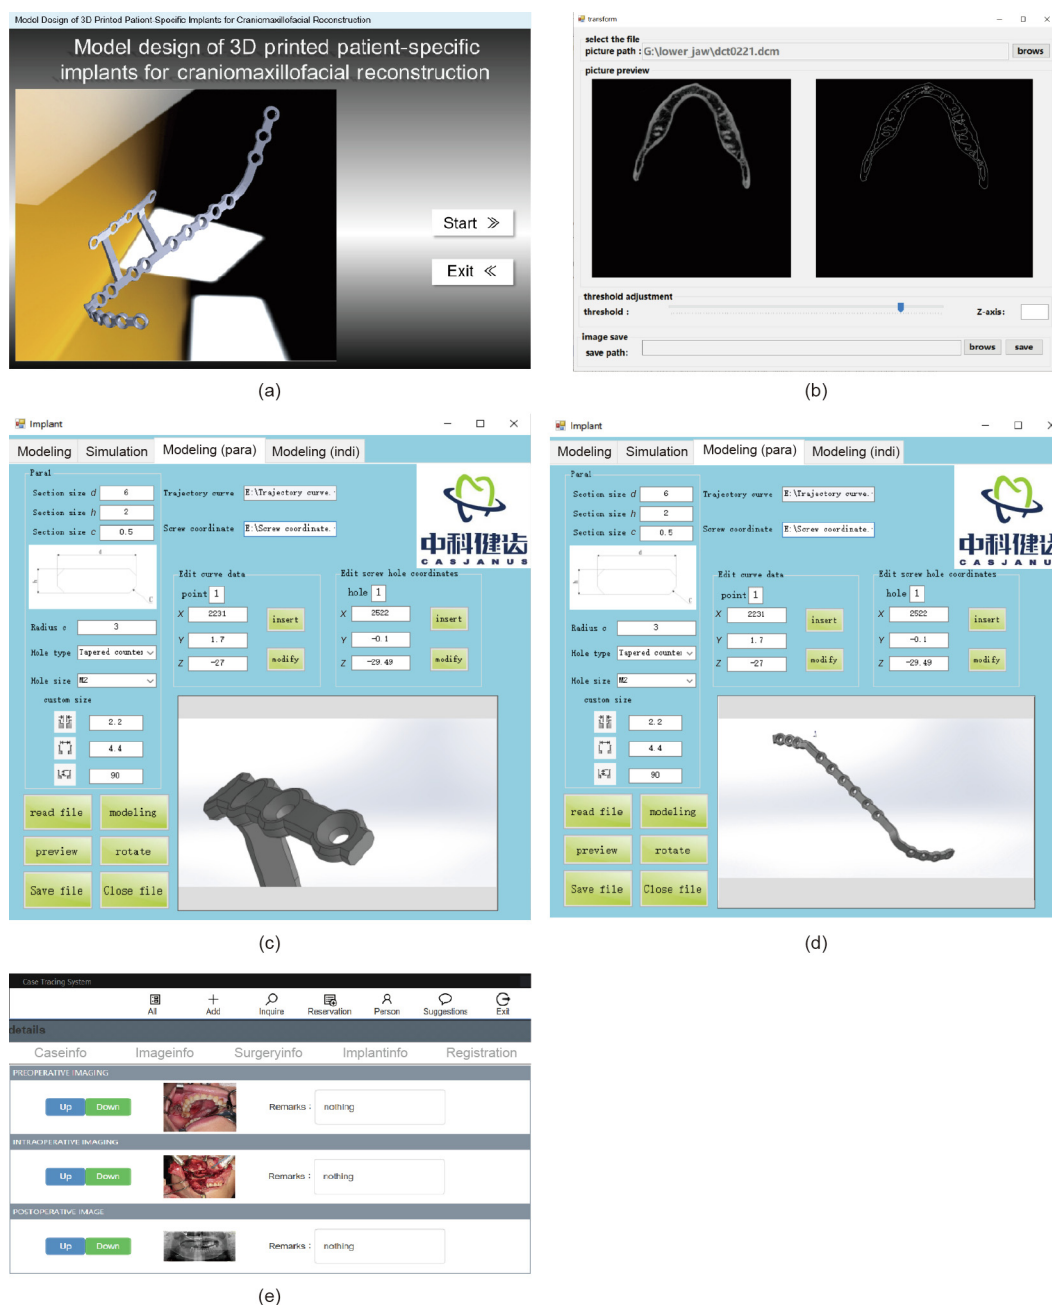 Model Design of 3D Printed Patient-Specific Implants for Craniomaxillofacial Reconstruction
Model design of 3D printed patient-specific
implants for craniomaxillofacial reconstruction
Start
Exit
(a)
transform
select the file
picture path : G:\lower_jaw\dct0221.dcm brows
picture preview
threshold adjustment
threshold : Z-axis:
image save
save path: brows save
(b)
Implant
Modeling Simulation Modeling (para) Modeling (indi)
Para1
Section size d 6 Trajectory curve E:\Trajectory curve.
Section size h 2
Section size C 0.5 Screw coordinate E:\Screw coordinate.
中科健齿
CASJANUS
d
h
C
Edit curve data Edit screw hole coordinates
point 1 hole 1
X 2231 insert X 2522 insert
Radius c 3
Y 1.7 Y -0.1
Hole type Tapered counter
Z -27 modify Z -29.49 modify
Hole size M2
custom size
2.2
4.4
90
read file modeling
preview rotate
Save file Close file
(c)
Implant
Modeling Simulation Modeling (para) Modeling (indi)
Para1
Section size d 6 Trajectory curve E:\Trajectory curve.
Section size h 2
Section size C 0.5 Screw coordinate E:\Screw coordinate.
中科健齿
CASJANUS
d
h
C
Edit curve data Edit screw hole coordinates
point 1 hole 1
X 2231 insert X 2522 insert
Radius c 3
Y 1.7 Y -0.1
Hole type Tapered counter
Z -27 modify Z -29.49 modify
Hole size M2
custom size
2.2
4.4
90
read file modeling
preview rotate
Save file Close file
(d)
Case Tracing System
All Add Inquire Reservation Person Suggestions Exit
details
Caseinfo Imageinfo Surgeryinfo Implantinfo Registration
PREOPERATIVE IMAGING
Up Down Remarks : nothing
INTRAOPERATIVE IMAGING
Up Down Remarks : nothing
POSTOPERATIVE IMAGE
Up Down Remarks : nothing
(e)